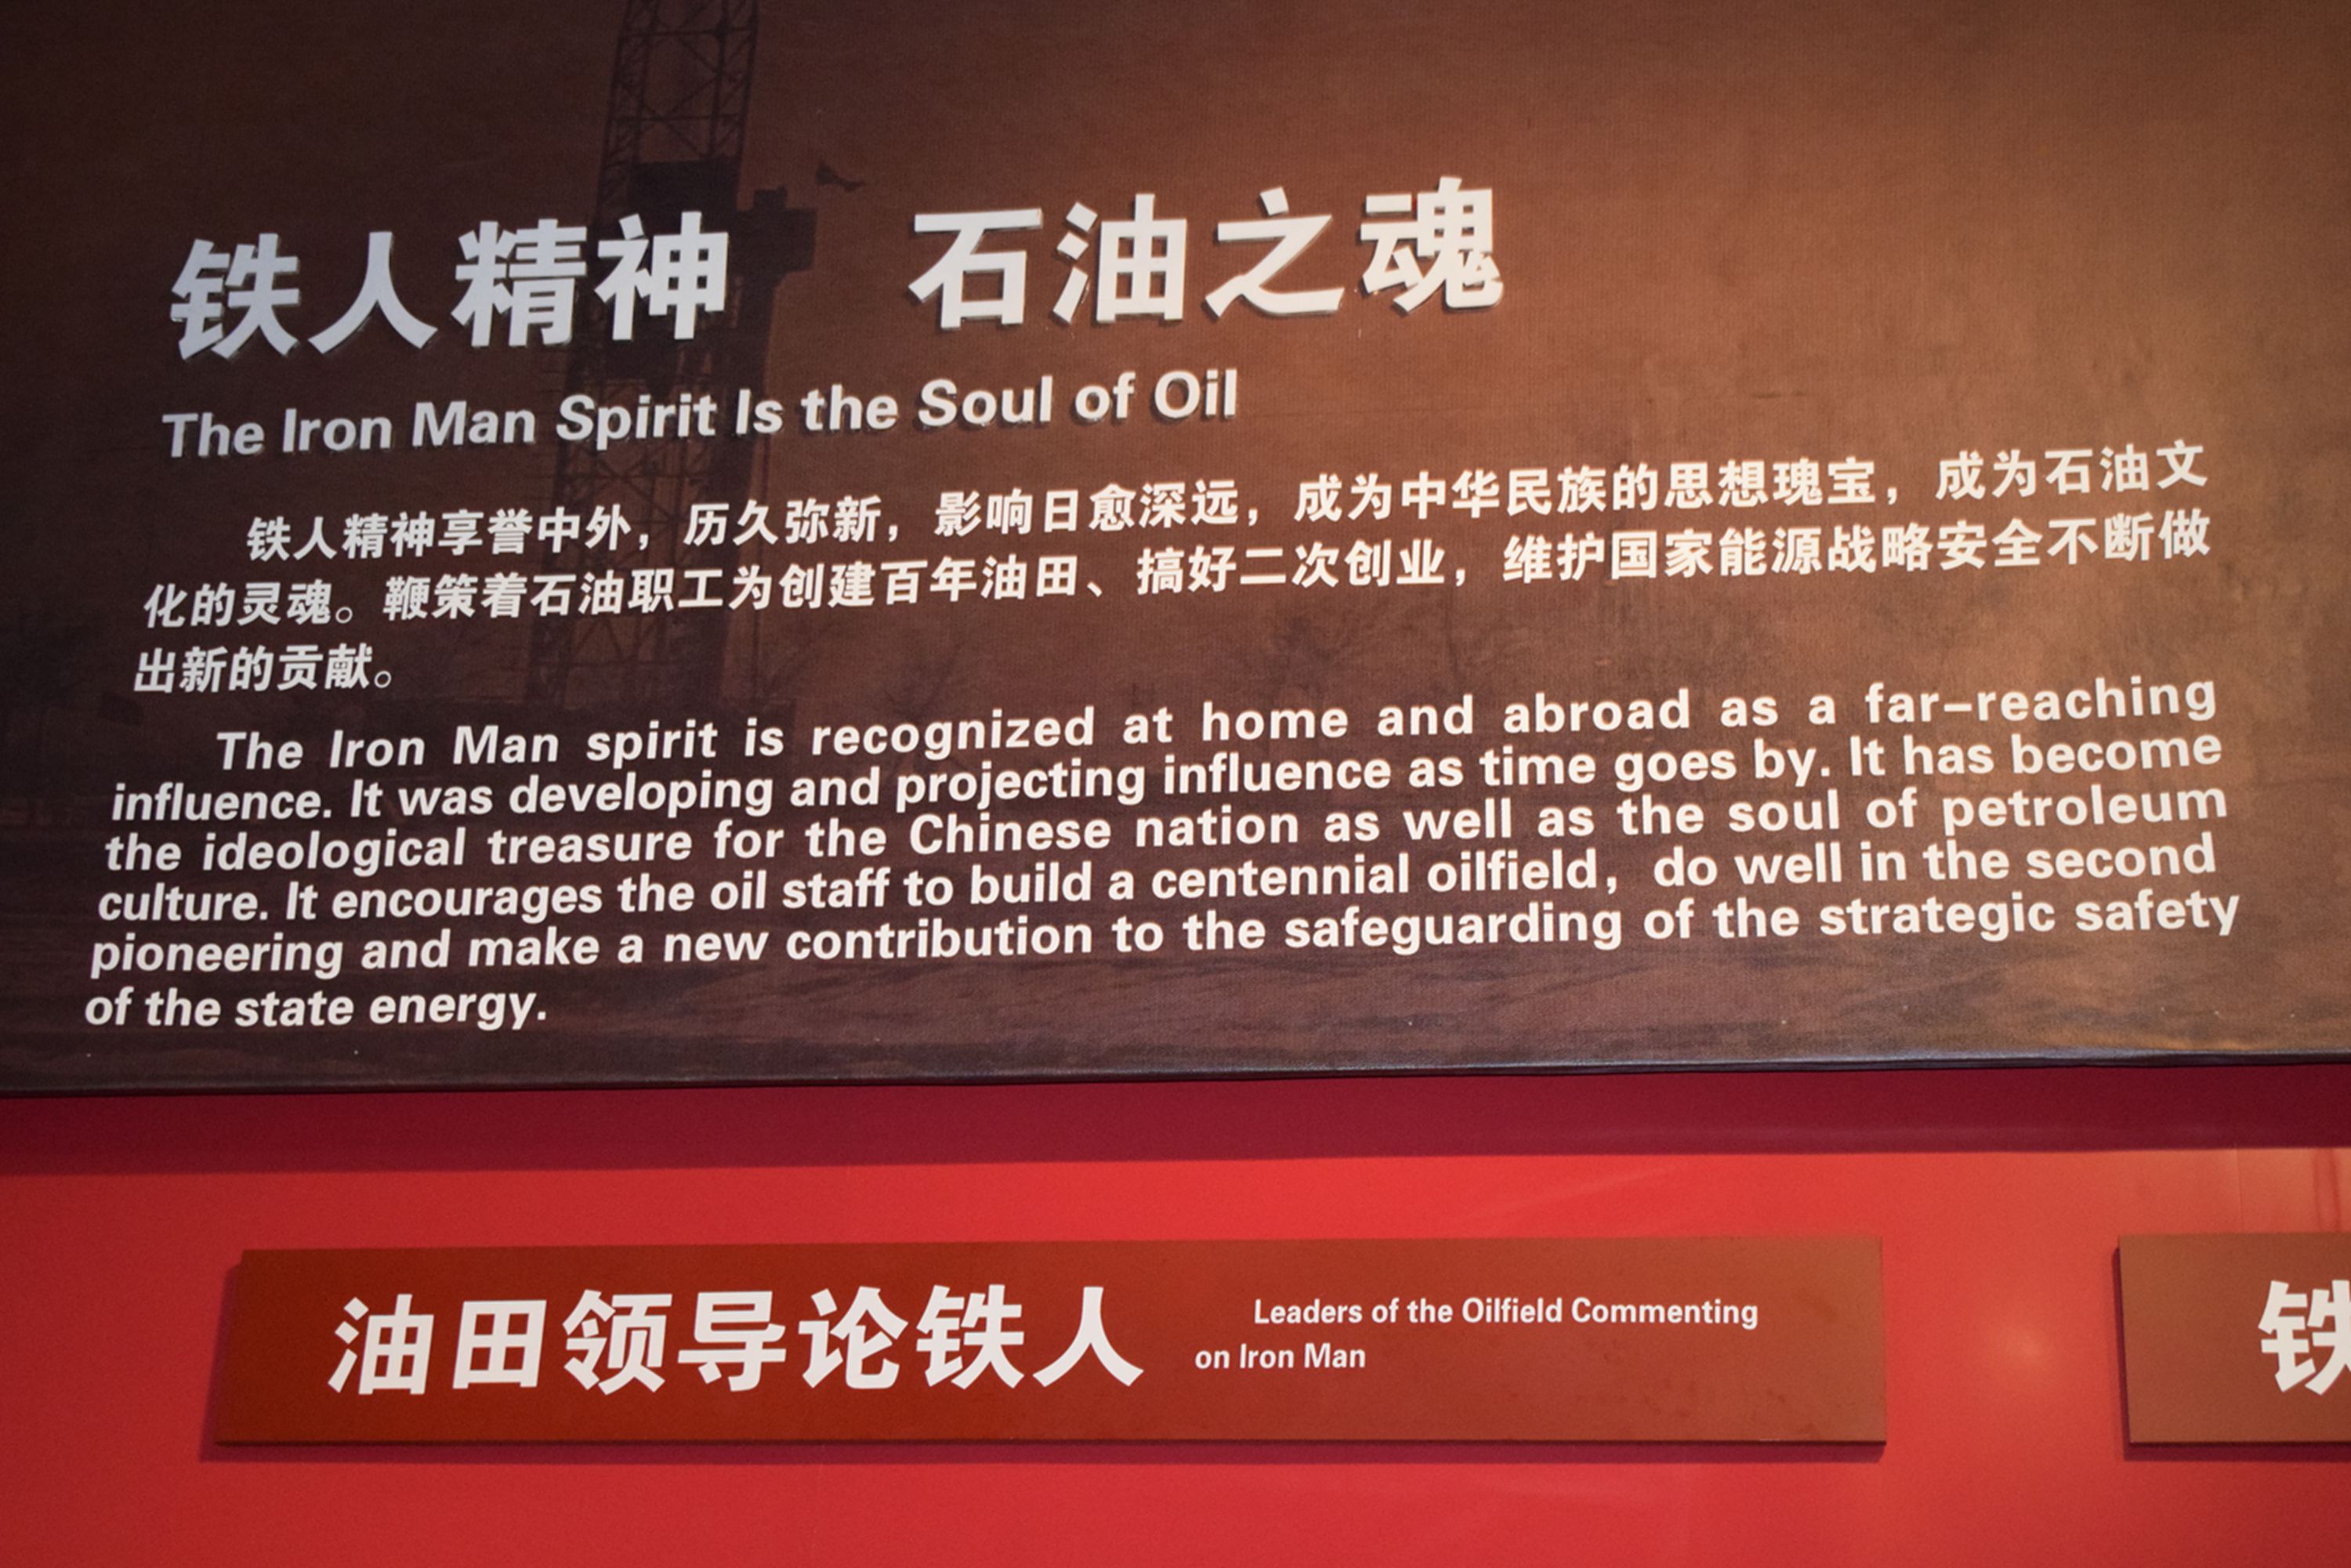 铁人精神 石油之魂
The Iron Man Spirit Is the Soul of Oil
铁人精神享誉中外，历久弥新，影响日愈深远，成为中华民族的思想瑰宝，成为石油文
化的灵魂。鞭策着石油职工为创建百年油田、搞好二次创业，维护国家能源战略安全不断做
出新的贡献。
The Iron Man spirit is recognized at home and abroad as a far-reaching
influence. It was developing and projecting influence as time goes by. It has become
the ideological treasure for the Chinese nation as well as the soul of petroleum
culture. It encourages the oil staff to build a centennial oilfield, do well in the second
pioneering and make a new contribution to the safeguarding of the strategic safety
of the state energy.
油田领导论铁人
Leaders of the Oilfield Commenting
on Iron Man
铁